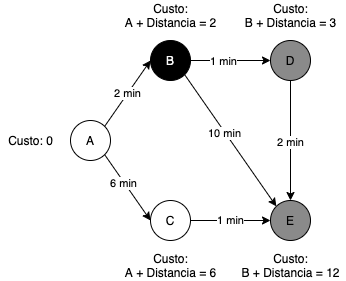 Custo:
A + Distancia = 2
Custo:
B + Distancia = 3
B
1 min
D
2 min
Custo: 0
A
10 min
2 min
6 min
C
1 min
E
Custo:
A + Distancia = 6
Custo:
B + Distancia = 12